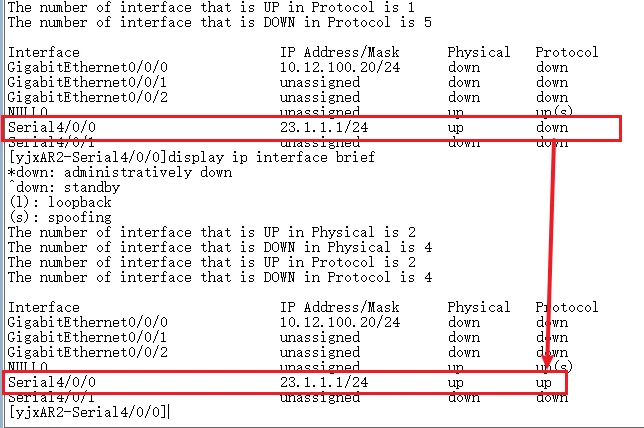 The number of interface that is UP in Protocol is 1
The number of interface that is DOWN in Protocol is 5
Interface IP Address/Mask Physical Protocol
GigabitEthernet0/0/0 10.12.100.20/24 down down
GigabitEthernet0/0/1 unassigned down down
GigabitEthernet0/0/2 unassigned down down
NULL0 unassigned up up(s)
Serial4/0/0 23.1.1.1/24 up down
Serial4/0/1 unassigned down down
[yjxAR2-Serial4/0/0]display ip interface brief
*down: administratively down
^down: standby
(l): loopback
(s): spoofing
The number of interface that is UP in Physical is 2
The number of interface that is DOWN in Physical is 4
The number of interface that is UP in Protocol is 2
The number of interface that is DOWN in Protocol is 4
Interface IP Address/Mask Physical Protocol
GigabitEthernet0/0/0 10.12.100.20/24 down down
GigabitEthernet0/0/1 unassigned down down
GigabitEthernet0/0/2 unassigned down down
NULL0 unassigned up up(s)
Serial4/0/0 23.1.1.1/24 up up
Serial4/0/1 unassigned down down
[yjxAR2-Serial4/0/0]